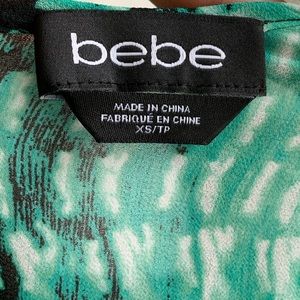 bebe
MADE IN CHINA
FABRIQUÉ EN CHINE
XS/TP